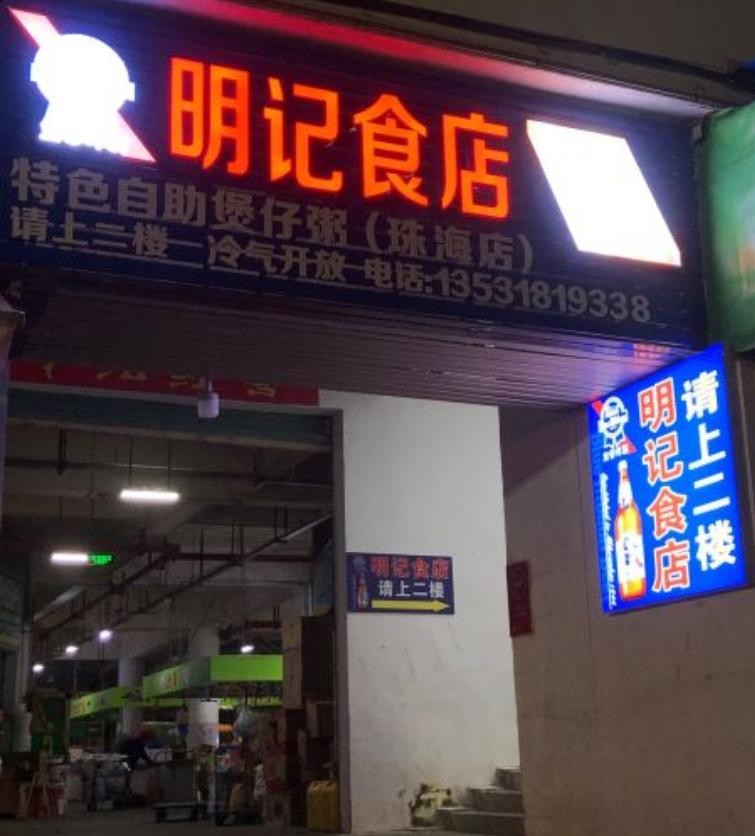 明记食店
特色自助煲仔粥（珠海店）
请上二楼 冷气开放 电话:13531819338
请上二楼
明记食店
明记食店
请上二楼